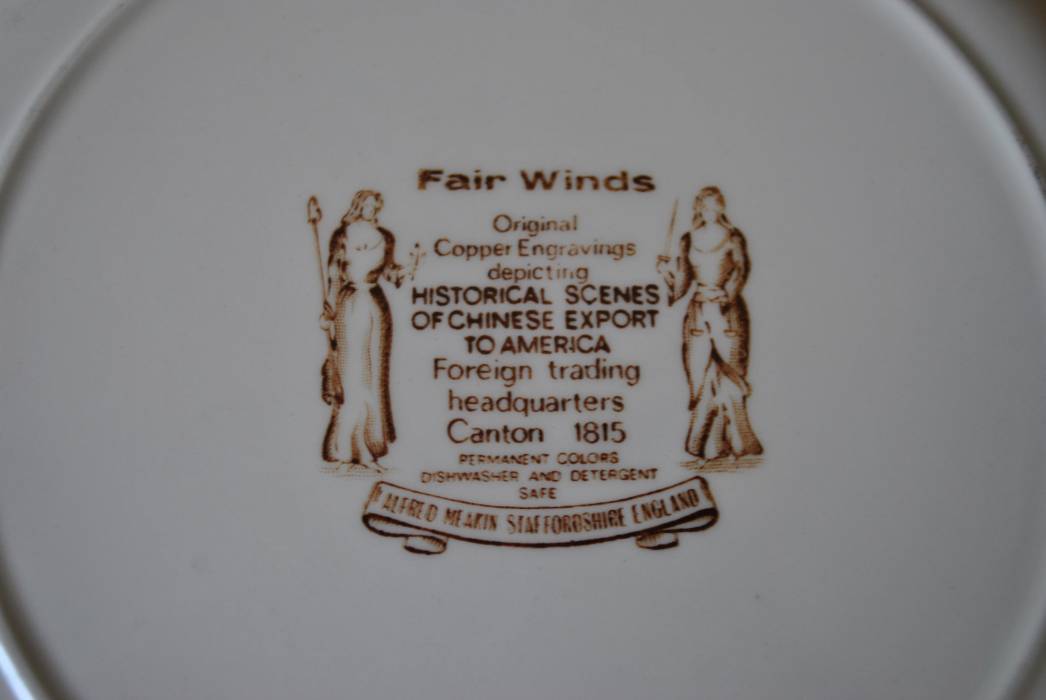 Fair Winds
Original
Copper Engravings
depicting
HISTORICAL SCENES
OF CHINESE EXPORT
TO AMERICA
Foreign trading
headquarters
Canton 1815
PERMANENT COLORS
DISHWASHER AND DETERGENT
SAFE
ALFRED MEAKIN STAFFORDSHIRE ENGLAND